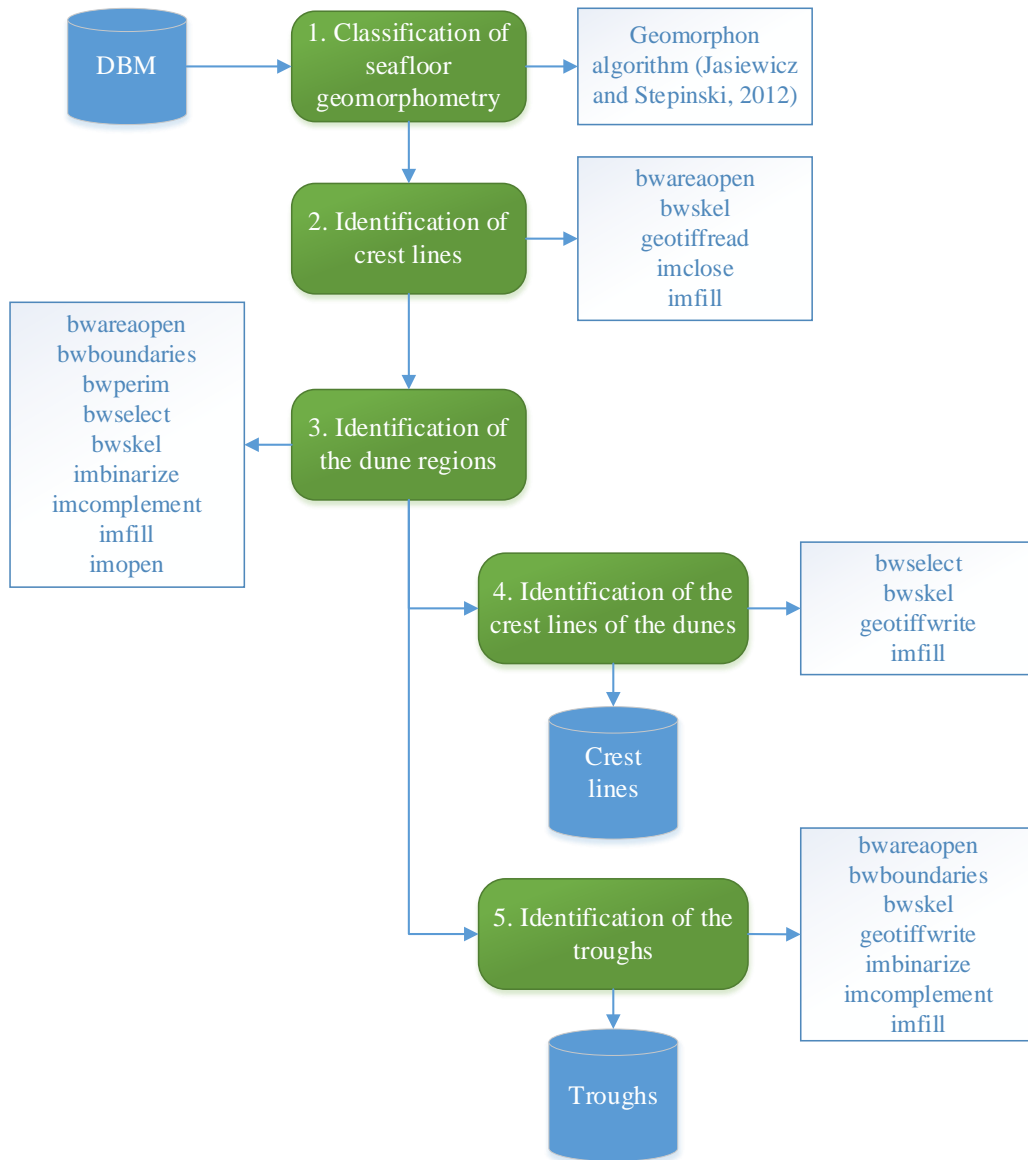 DBM
1. Classification of
seafloor
geomorphometry
Geomorphon
algorithm (Jasiewicz
and Stepinski, 2012)
2. Identification of
crest lines
bwareaopen
bwskel
geotiffread
imclose
imfill
bwareaopen
bwboundaries
bwperim
bwselect
bwskel
imbinarize
imcomplement
imfill
imopen
3. Identification of
the dune regions
4. Identification of the
crest lines of the dunes
bwselect
bwskel
geotiffwrite
imfill
Crest
lines
5. Identification of the
troughs
bwareaopen
bwboundaries
bwskel
geotiffwrite
imbinarize
imcomplement
imfill
Troughs